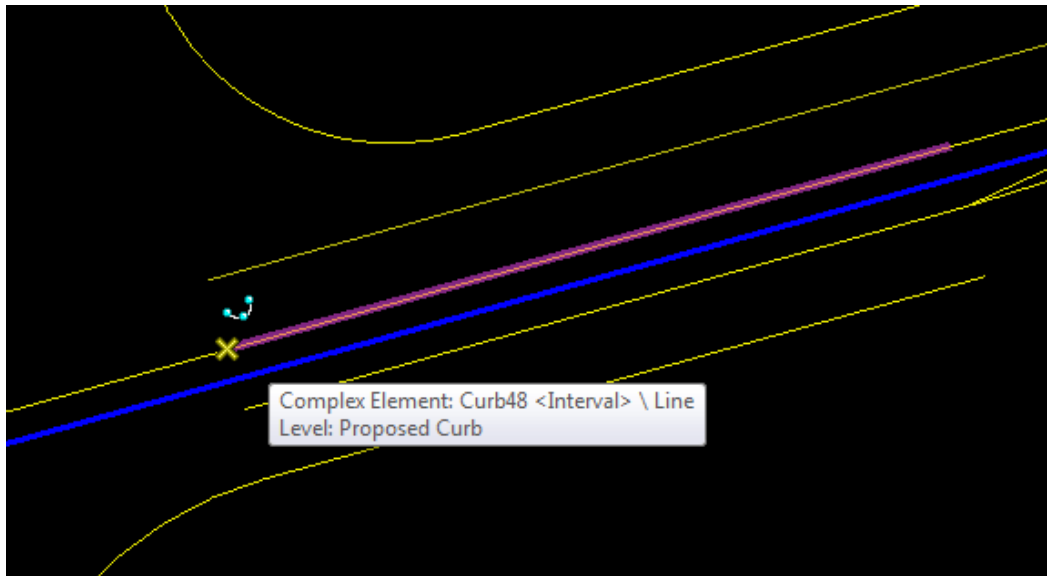 Complex Element: Curb48 <Interval> \ Line
Level: Proposed Curb